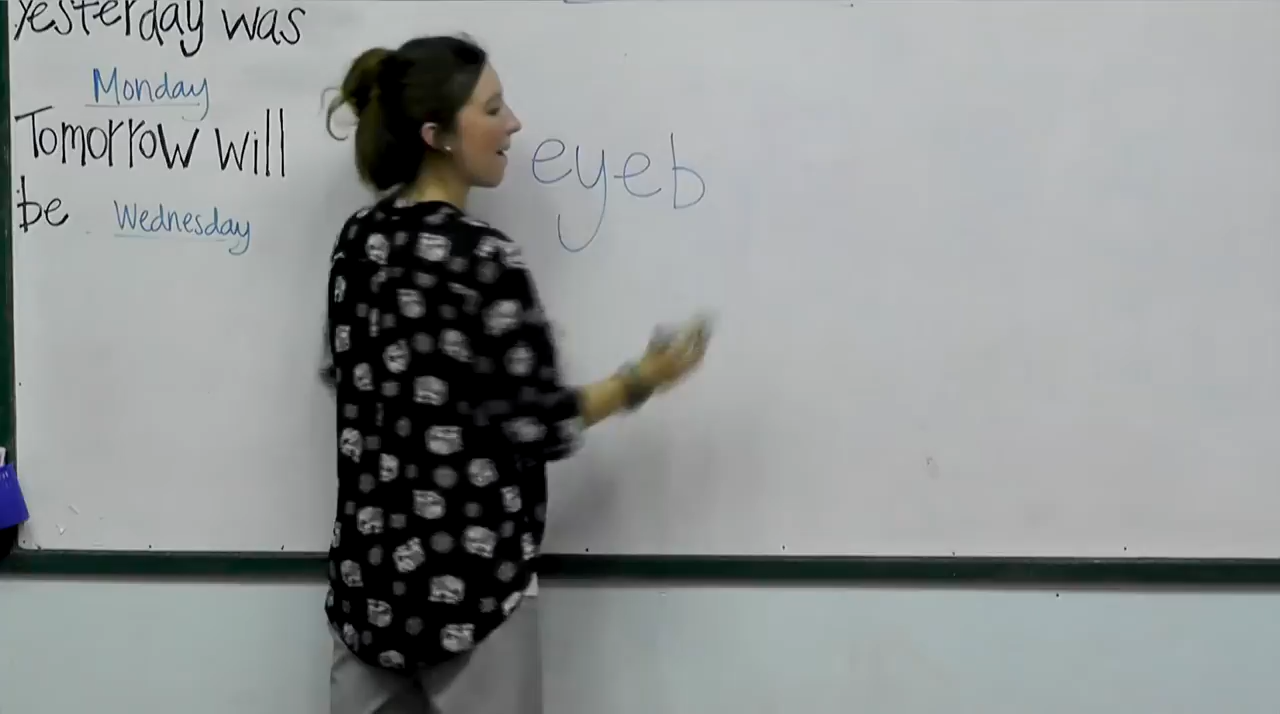 yesterday was
Monday
Tomorrow will
be Wednesday
eyeb